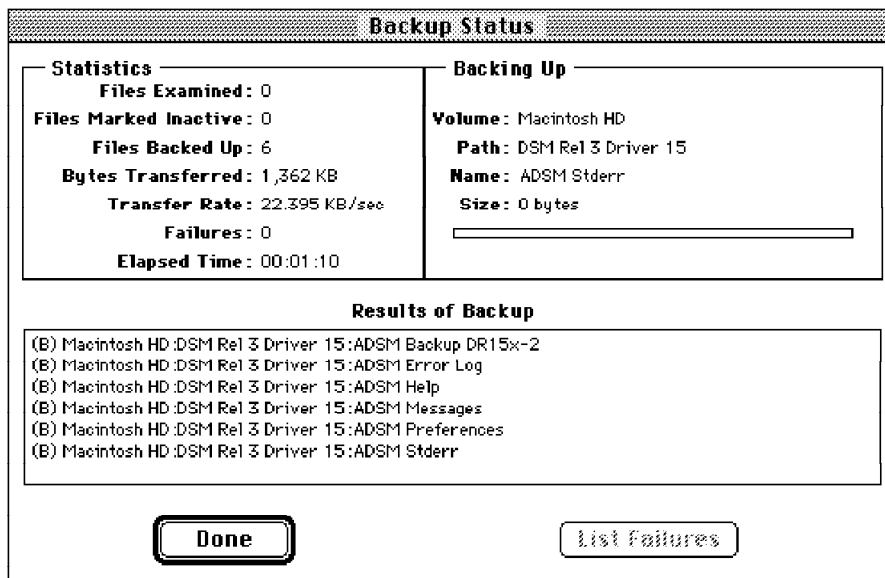 Backup Status
Statistics
Files Examined: 0
Files Marked Inactive: 0
Files Backed Up: 6
Bytes Transferred: 1,362 KB
Transfer Rate: 22.395 KB/sec
Failures: 0
Elapsed Time: 00:01:10
Backing Up
Volume: Macintosh HD
Path: DSM Rel 3 Driver 15
Name: ADSM Stderr
Size: 0 bytes
Results of Backup
(B) Macintosh HD:DSM Rel 3 Driver 15:ADSM Backup DR15x-2
(B) Macintosh HD:DSM Rel 3 Driver 15:ADSM Error Log
(B) Macintosh HD:DSM Rel 3 Driver 15:ADSM Help
(B) Macintosh HD:DSM Rel 3 Driver 15:ADSM Messages
(B) Macintosh HD:DSM Rel 3 Driver 15:ADSM Preferences
(B) Macintosh HD:DSM Rel 3 Driver 15:ADSM Stderr
Done
List Failures